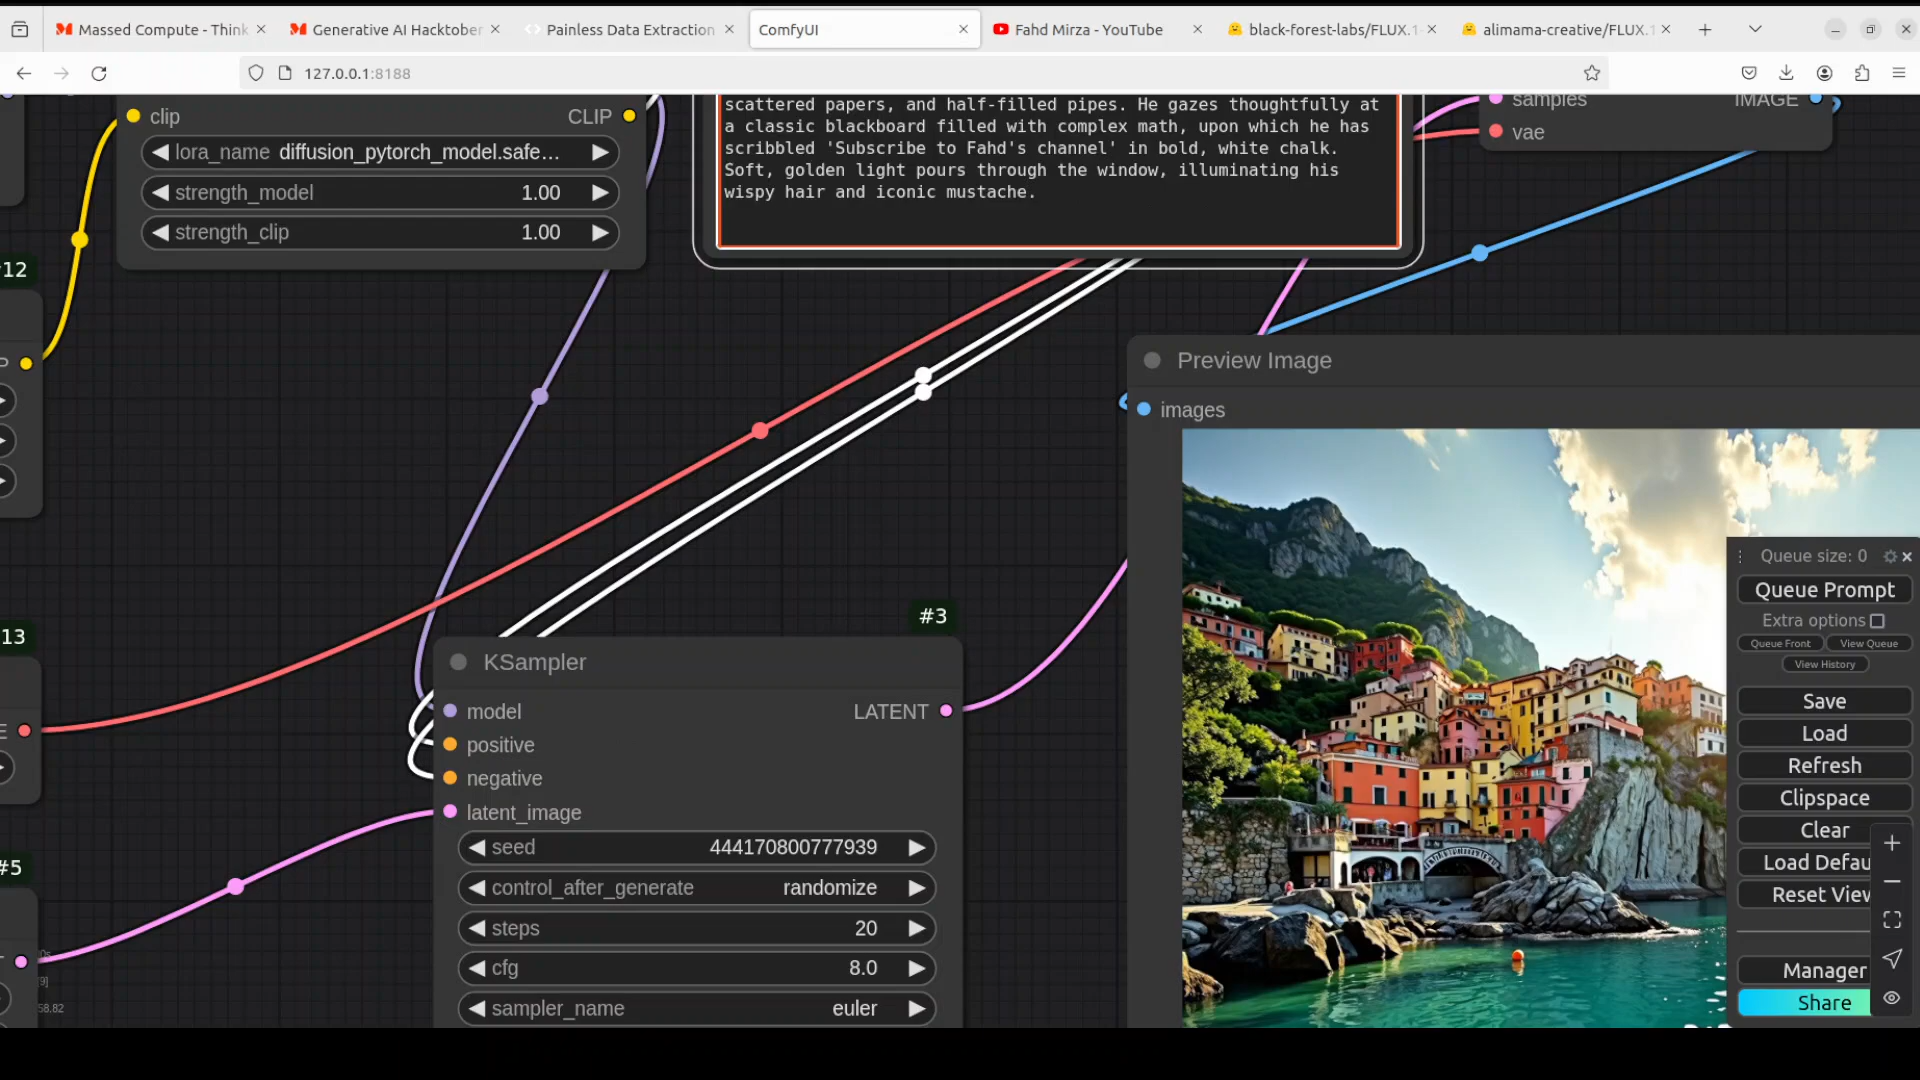 Massed Compute - Think
Generative AI Hacktober
Painless Data Extraction
ComfyUI
Fahd Mirza - YouTube
black-forest-labs/FLUX.1-
alimama-creative/FLUX.1
127.0.0.1:8188
clip
CLIP
lora_name diffusion_pytorch_model.safe...
strength_model 1.00
strength_clip 1.00
scattered papers, and half-filled pipes. He gazes thoughtfully at
a classic blackboard filled with complex math, upon which he has
scribbled 'Subscribe to Fahd's channel' in bold, white chalk.
Soft, golden light pours through the window, illuminating his
wispy hair and iconic mustache.
samples IMAGE
vae
12
P
13
E
#5
9]
58.82
Preview Image
images
#3
KSampler
model LATENT
positive
negative
latent_image
seed 444170800777939
control_after_generate randomize
steps 20
cfg 8.0
sampler_name euler
Queue size: 0
Queue Prompt
Extra options
Queue Front View Queue
View History
Save
Load
Refresh
Clipspace
Clear
Load Defau
Reset View
Manager
Share